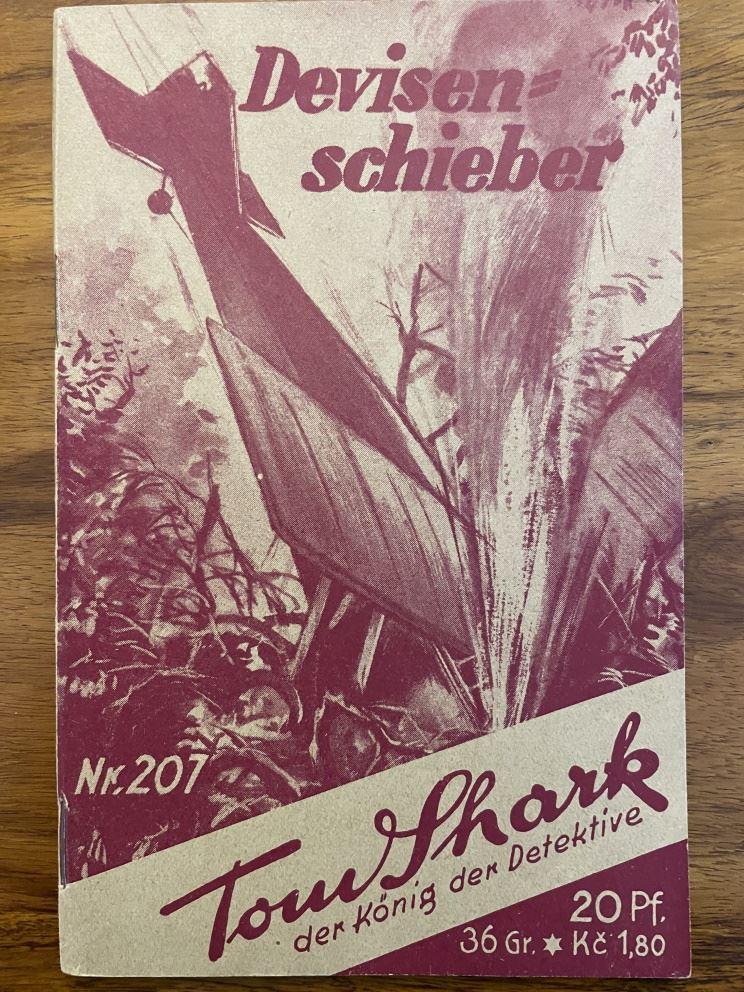 Devisen=
schieber
Nr. 207
Tom Shark
der König der Detektive
20 Pf.
36 Gr. ✶ Kč 1,80